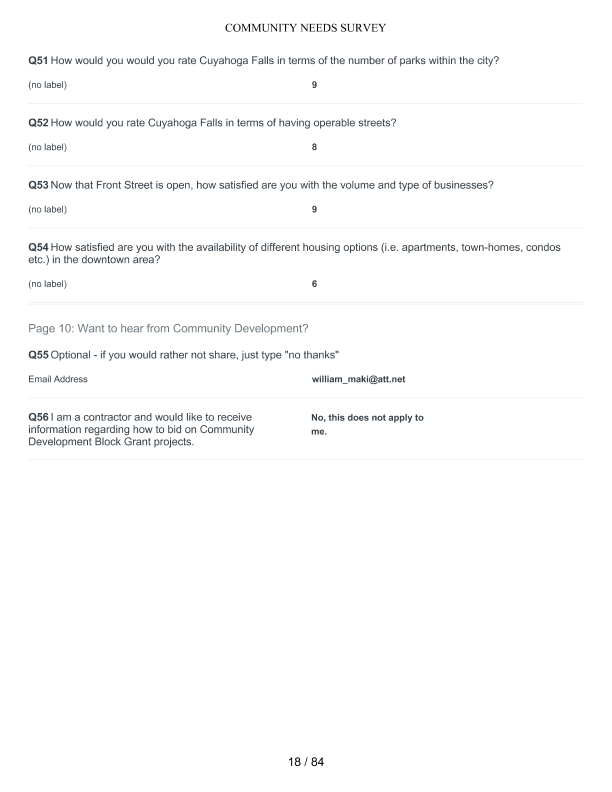 COMMUNITY NEEDS SURVEY
Q51 How would you would you rate Cuyahoga Falls in terms of the number of parks within the city?
(no label) 9
Q52 How would you rate Cuyahoga Falls in terms of having operable streets?
(no label) 8
Q53 Now that Front Street is open, how satisfied are you with the volume and type of businesses?
(no label) 9
Q54 How satisfied are you with the availability of different housing options (i.e. apartments, town-homes, condos
etc.) in the downtown area?
(no label) 6
Page 10: Want to hear from Community Development?
Q55 Optional - if you would rather not share, just type "no thanks"
Email Address william_maki@att.net
Q56 I am a contractor and would like to receive
information regarding how to bid on Community
Development Block Grant projects.
No, this does not apply to
me.
18 / 84